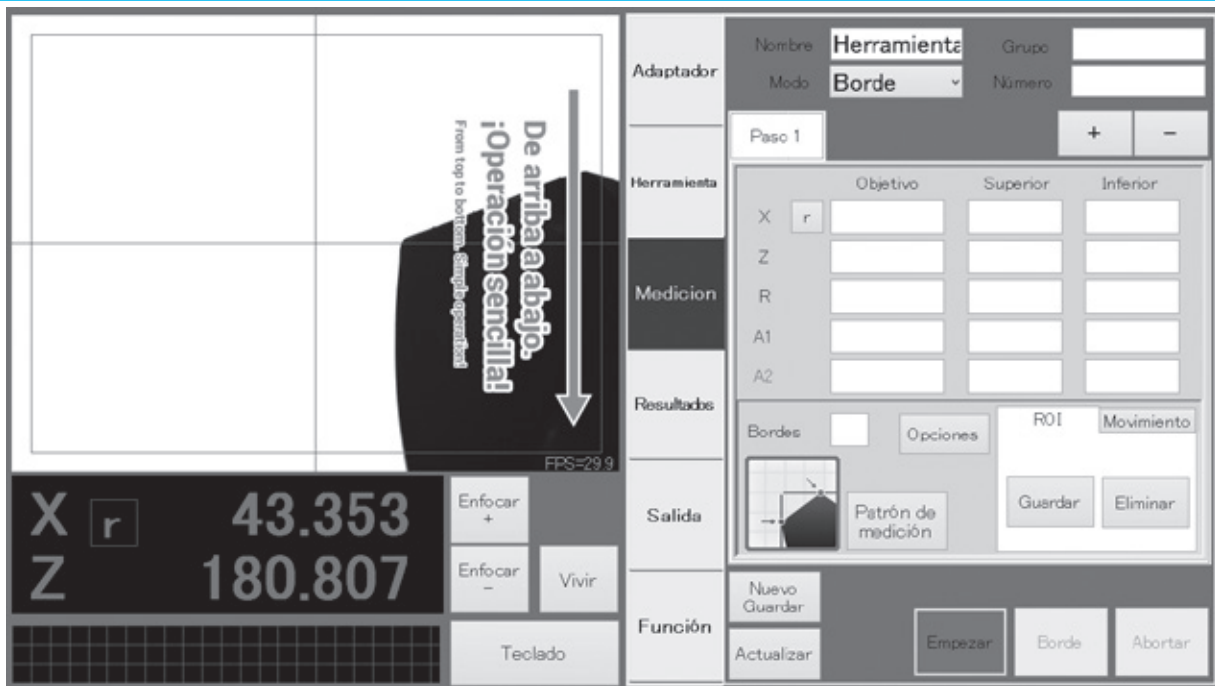 De arriba a abajo.
¡Operación sencilla!
From top to bottom. Simple operation!
FPS=29.9
X r 43.353
Z 180.807
Enfocar
+
Enfocar
-
Vivir
Teclado
Adaptador
Herramienta
Medicion
Resultados
Salida
Función
Nombre Herramienta Grupo
Modo Borde Número
Paso 1 + -
Objetivo Superior Inferior
X r
Z
R
A1
A2
Bordes Opciones ROI Movimiento
Patrón de
medición
Guardar Eliminar
Nuevo
Guardar
Actualizar
Empezar Borde Abortar